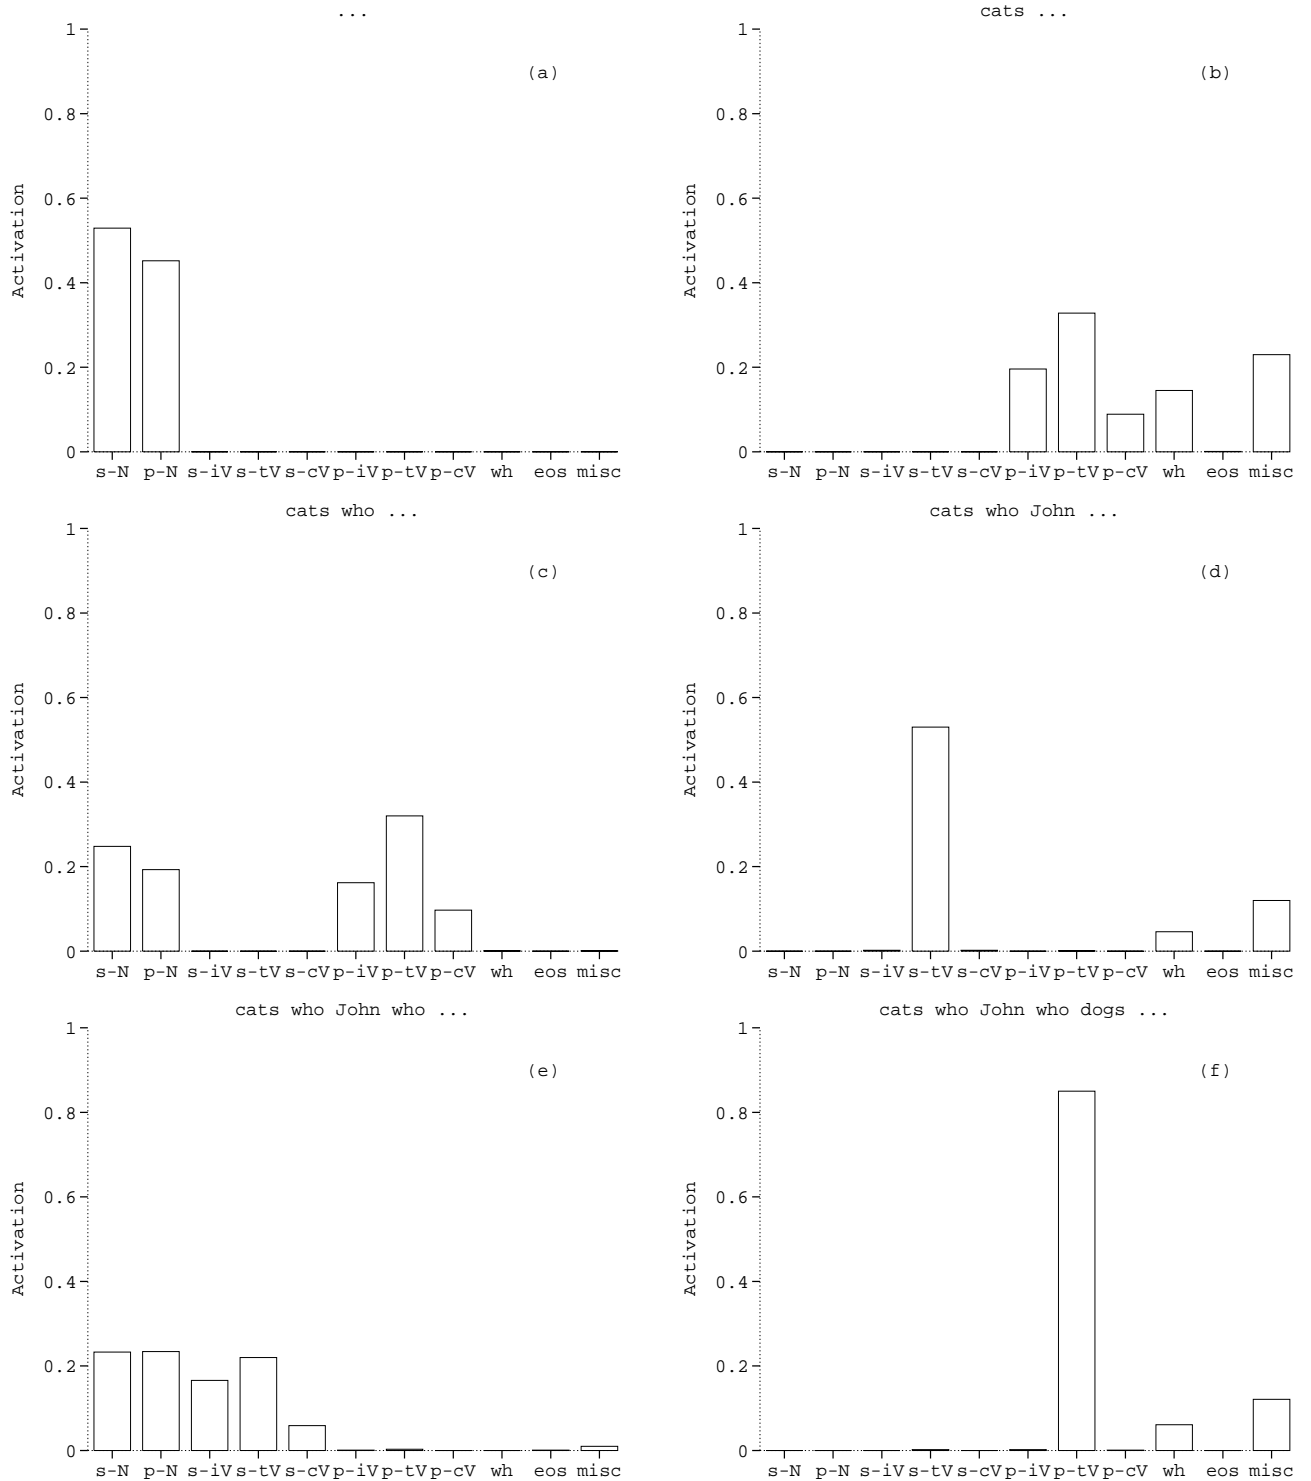 ...
1
0.8
0.6
0.4
0.2
0
Activation
(a)
s-N p-N s-iV s-tV s-cV p-iV p-tV p-cV wh eos misc
cats ...
1
0.8
0.6
0.4
0.2
0
Activation
(b)
s-N p-N s-iV s-tV s-cV p-iV p-tV p-cV wh eos misc
cats who ...
1
0.8
0.6
0.4
0.2
0
Activation
(c)
s-N p-N s-iV s-tV s-cV p-iV p-tV p-cV wh eos misc
cats who John ...
1
0.8
0.6
0.4
0.2
0
Activation
(d)
s-N p-N s-iV s-tV s-cV p-iV p-tV p-cV wh eos misc
cats who John who ...
1
0.8
0.6
0.4
0.2
0
Activation
(e)
s-N p-N s-iV s-tV s-cV p-iV p-tV p-cV wh eos misc
cats who John who dogs ...
1
0.8
0.6
0.4
0.2
0
Activation
(f)
s-N p-N s-iV s-tV s-cV p-iV p-tV p-cV wh eos misc